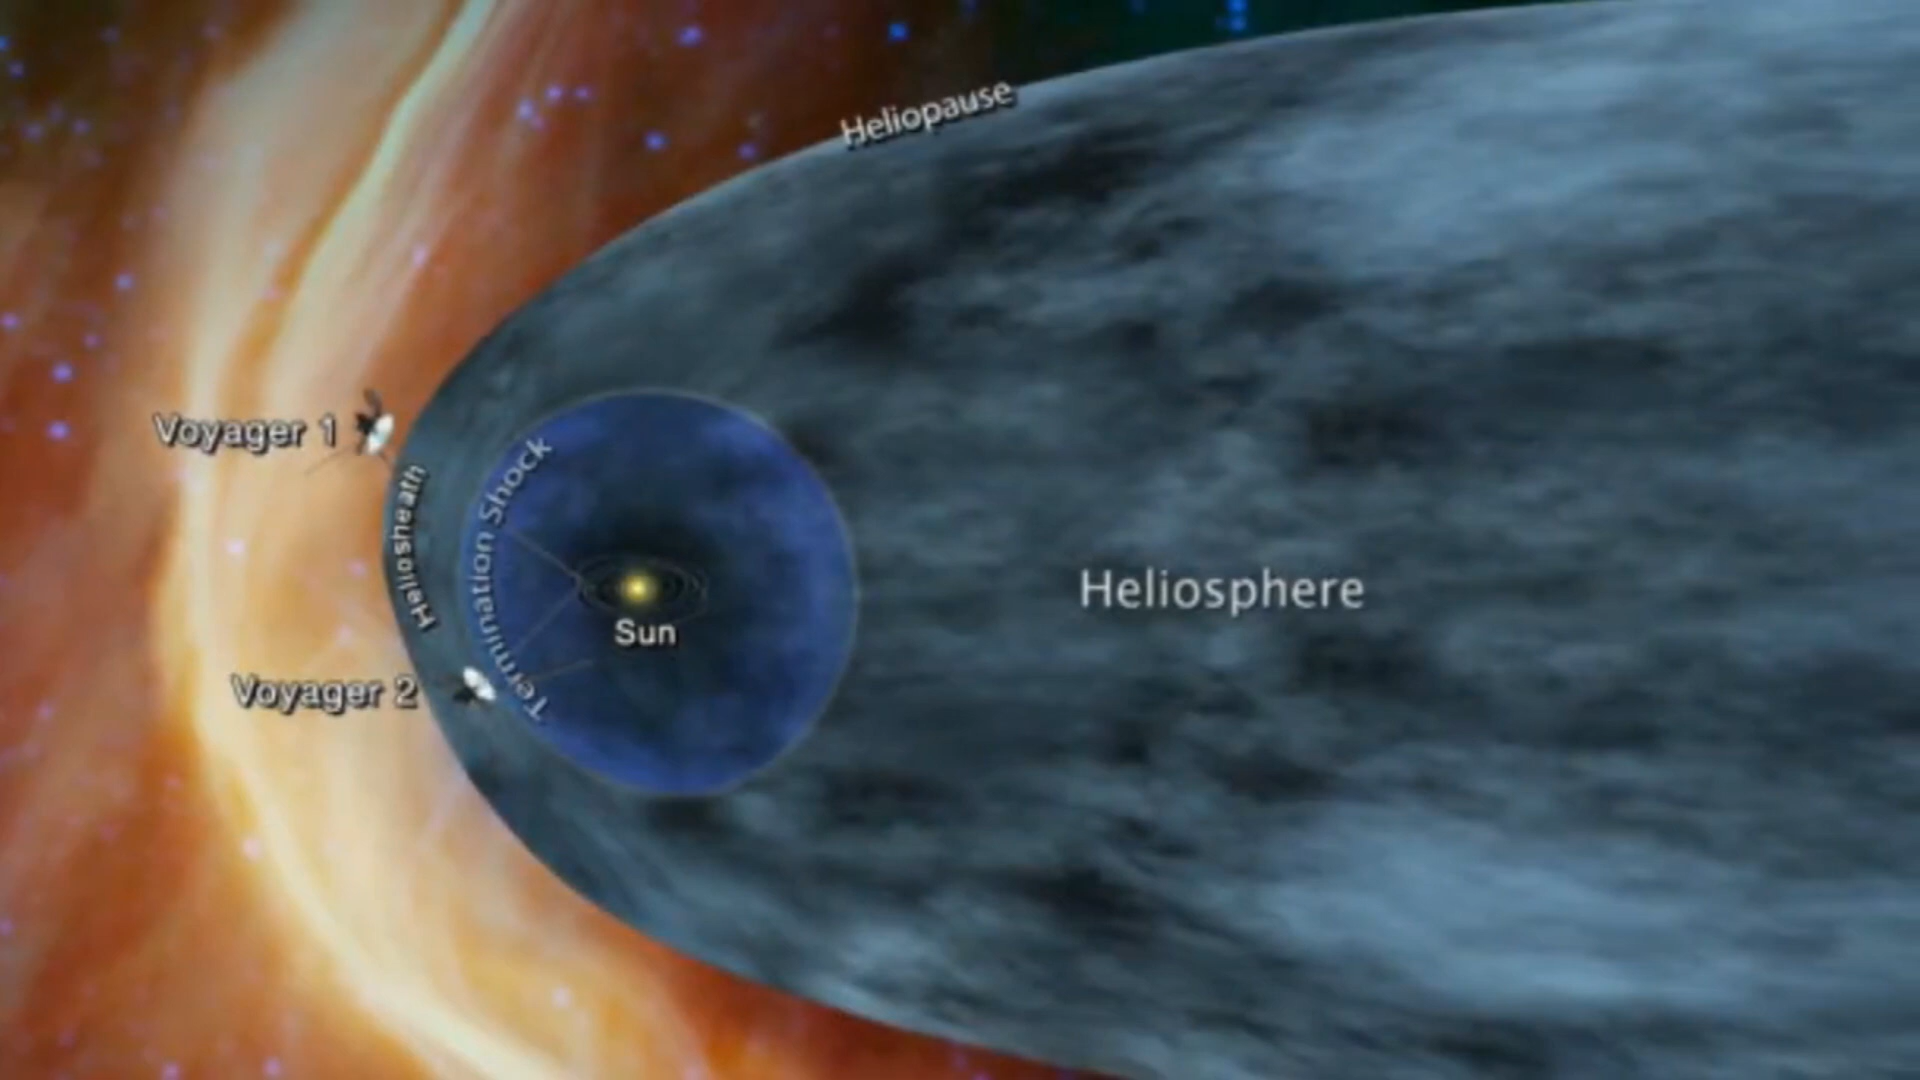 Heliopause
Voyager 1
Heliosheath
Termination Shock
Heliosphere
Sun
Voyager 2